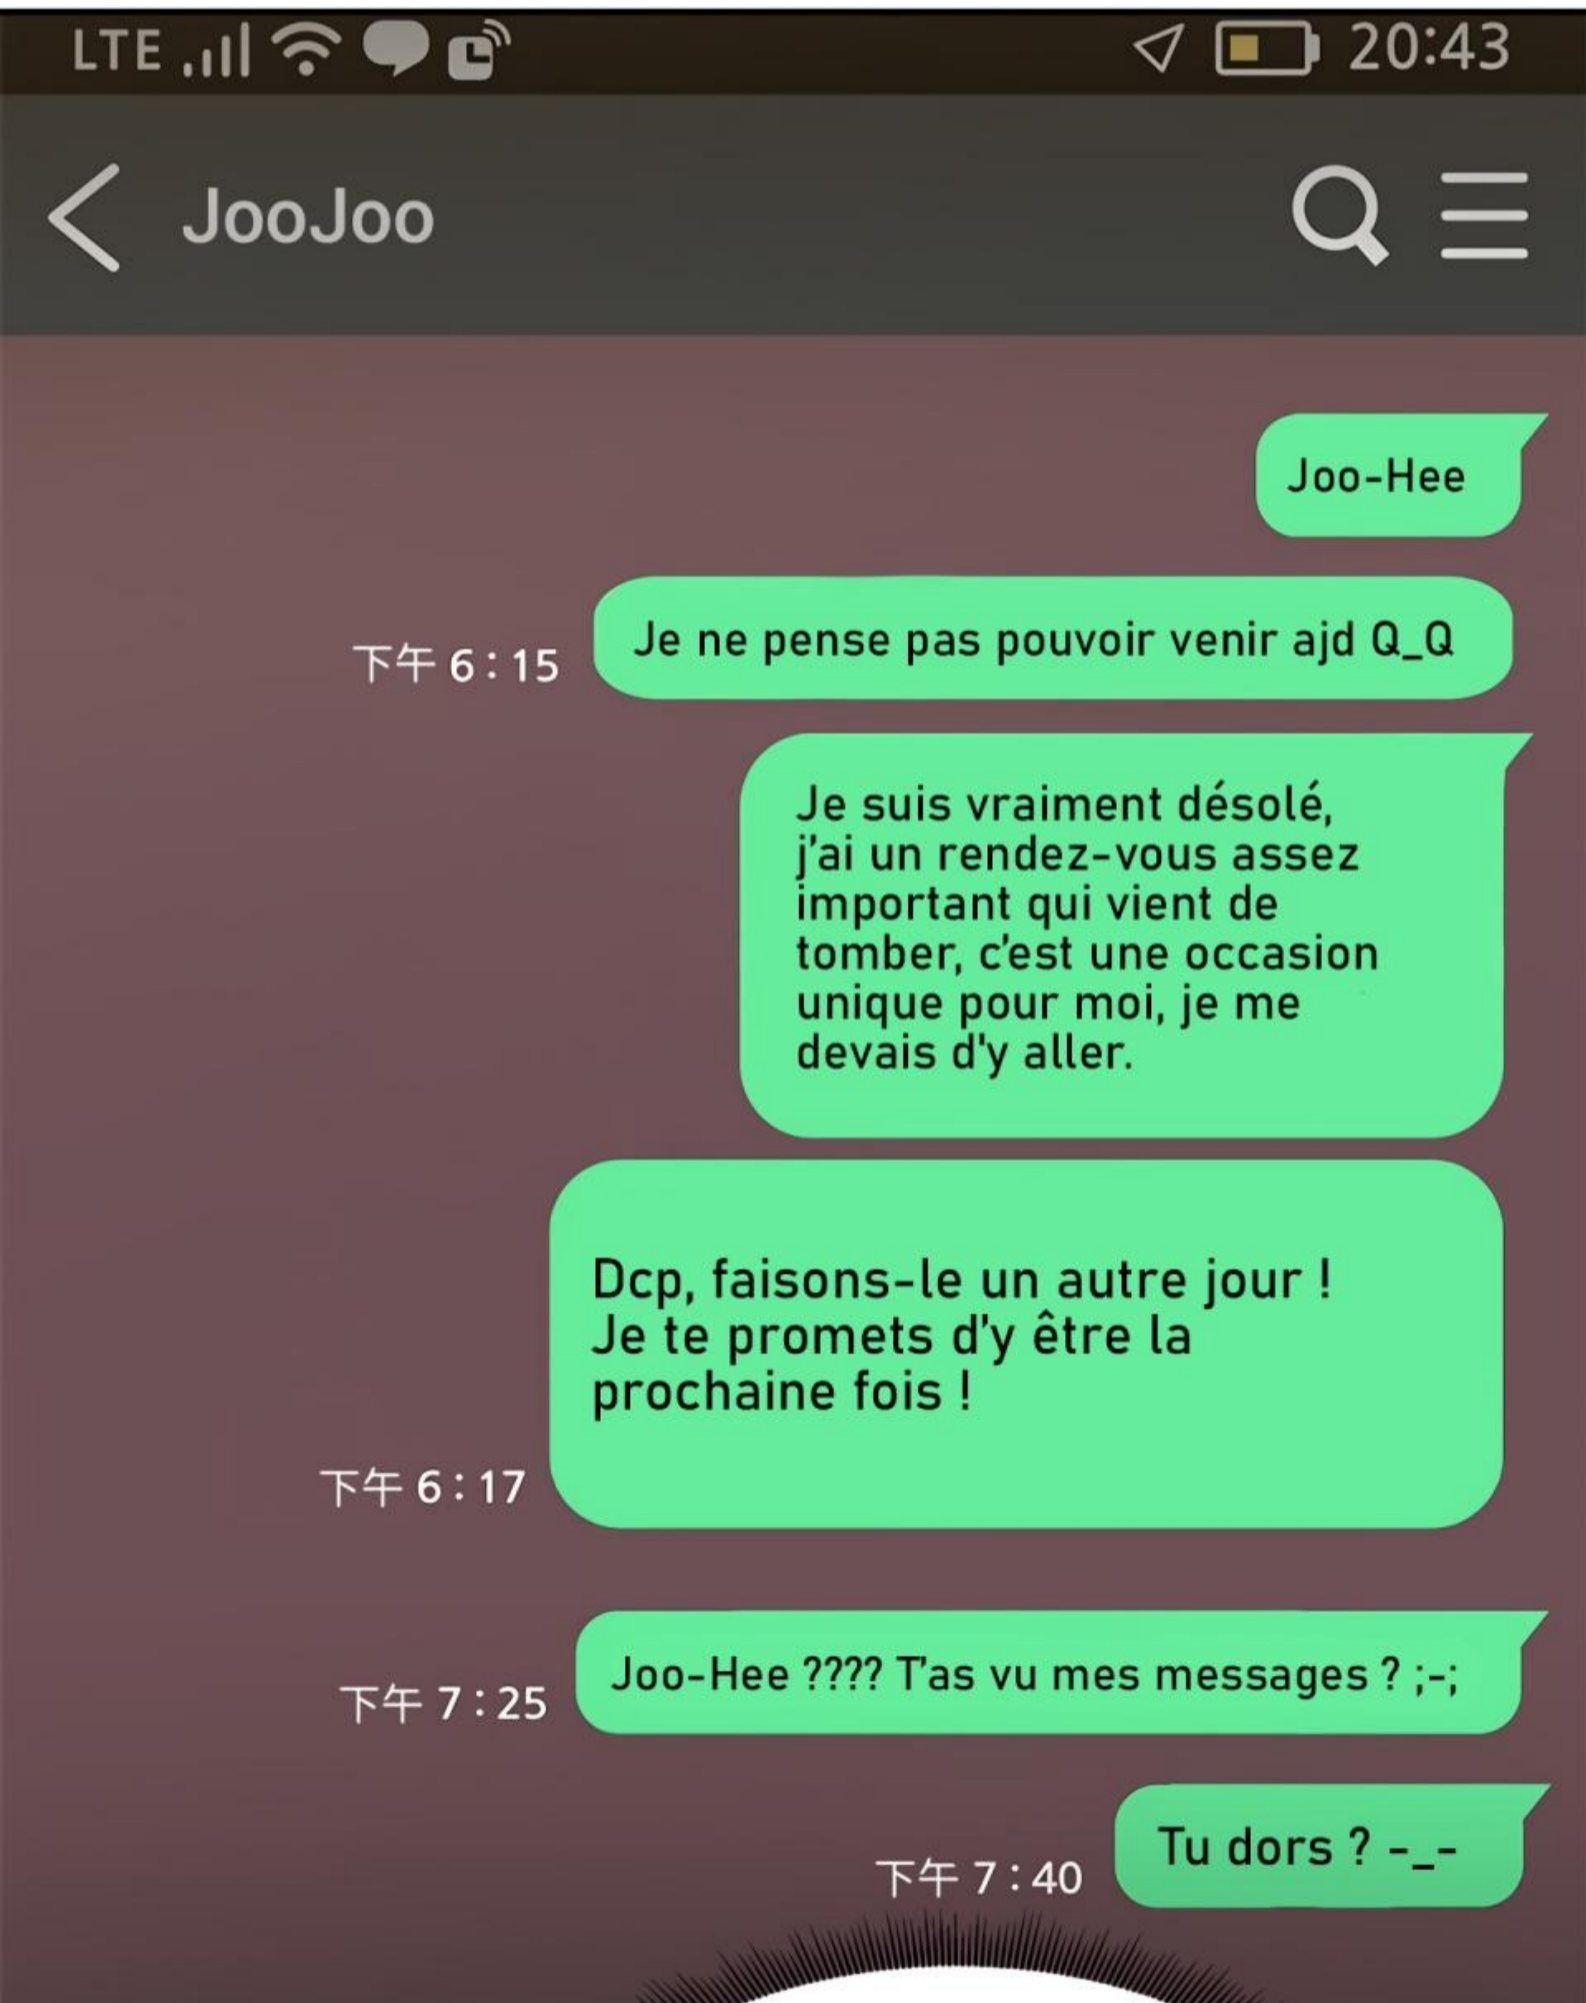 LTE 20:43
JooJoo
Joo-Hee
Je ne pense pas pouvoir venir ajd Q_Q
下午 6:15
Je suis vraiment désolé,
j'ai un rendez-vous assez
important qui vient de
tomber, c'est une occasion
unique pour moi, je me
devais d'y aller.
Dcp, faisons-le un autre jour !
Je te promets d'y être la
prochaine fois !
下午 6:17
Joo-Hee ???? T'as vu mes messages ? ;-;
下午 7:25
Tu dors ? -_-
下午 7:40